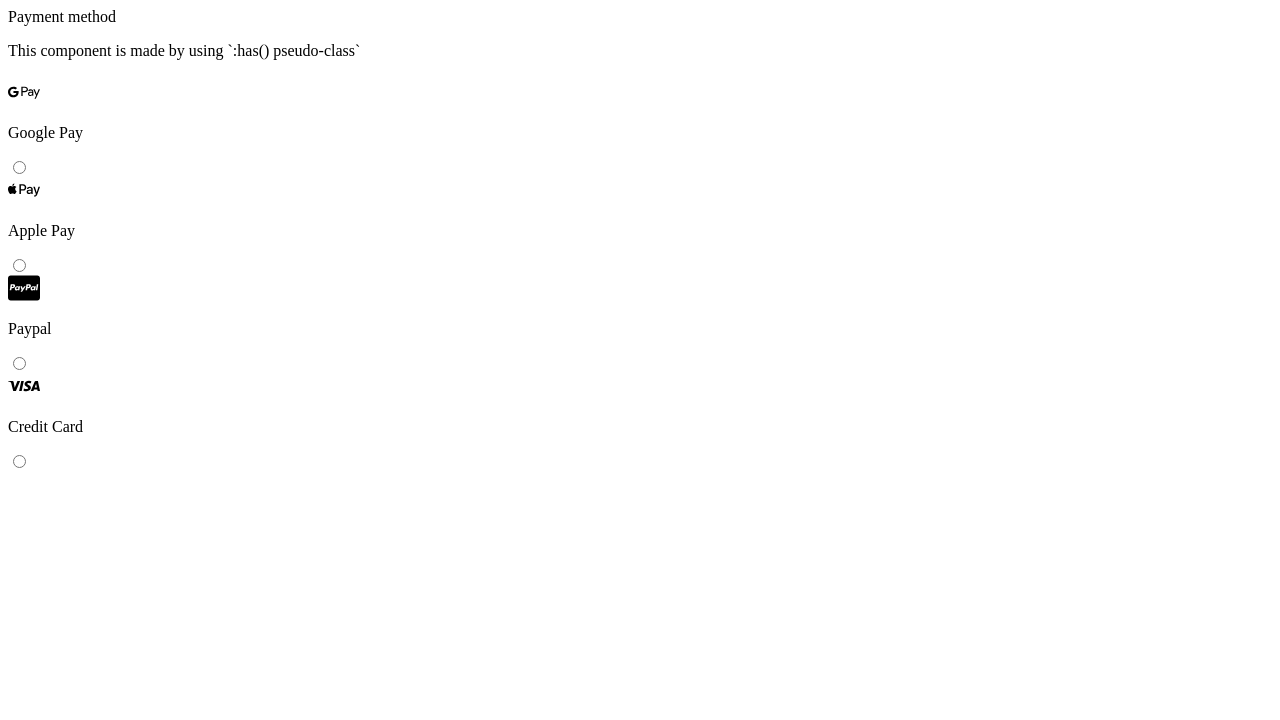 Payment method
This component is made by using `:has() pseudo-class`
G Pay
Google Pay
Pay
Apple Pay
PayPal
Paypal
VISA
Credit Card